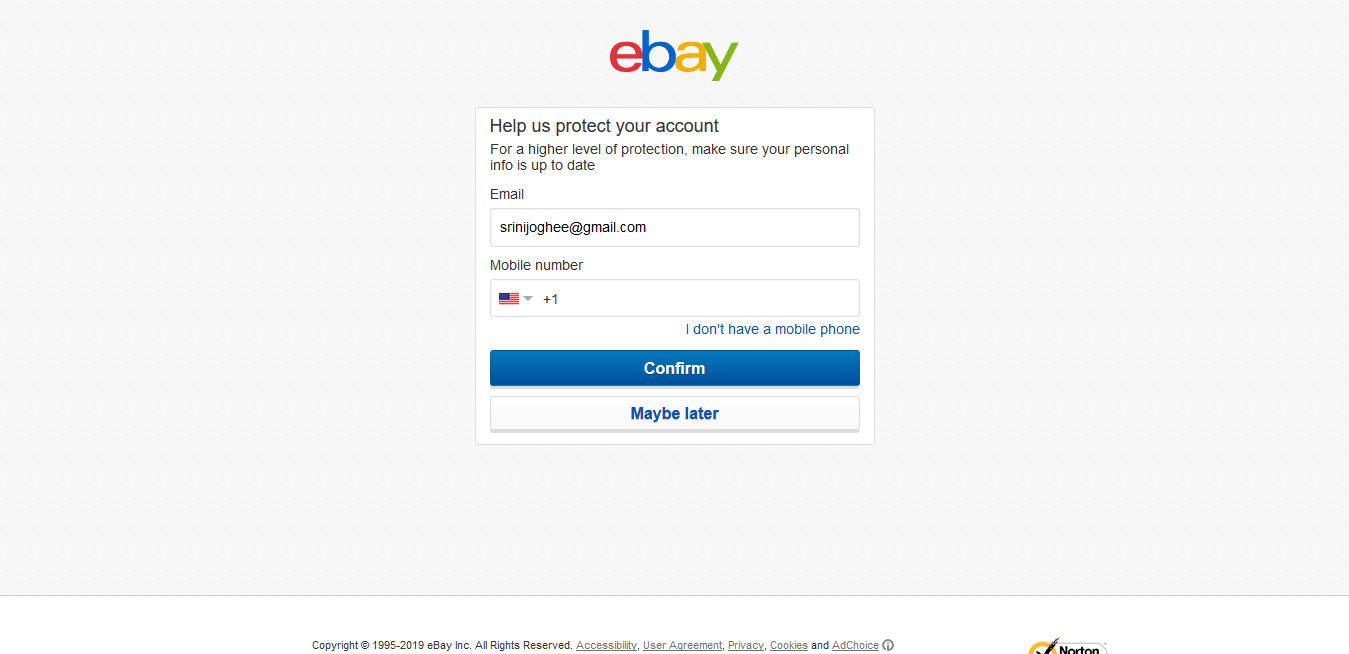 ebay
Help us protect your account
For a higher level of protection, make sure your personal
info is up to date
Email
srinijoghee@gmail.com
Mobile number
+1
I don't have a mobile phone
Confirm
Maybe later
Copyright © 1995-2019 eBay Inc. All Rights Reserved. Accessibility, User Agreement, Privacy, Cookies and AdChoice
Norton